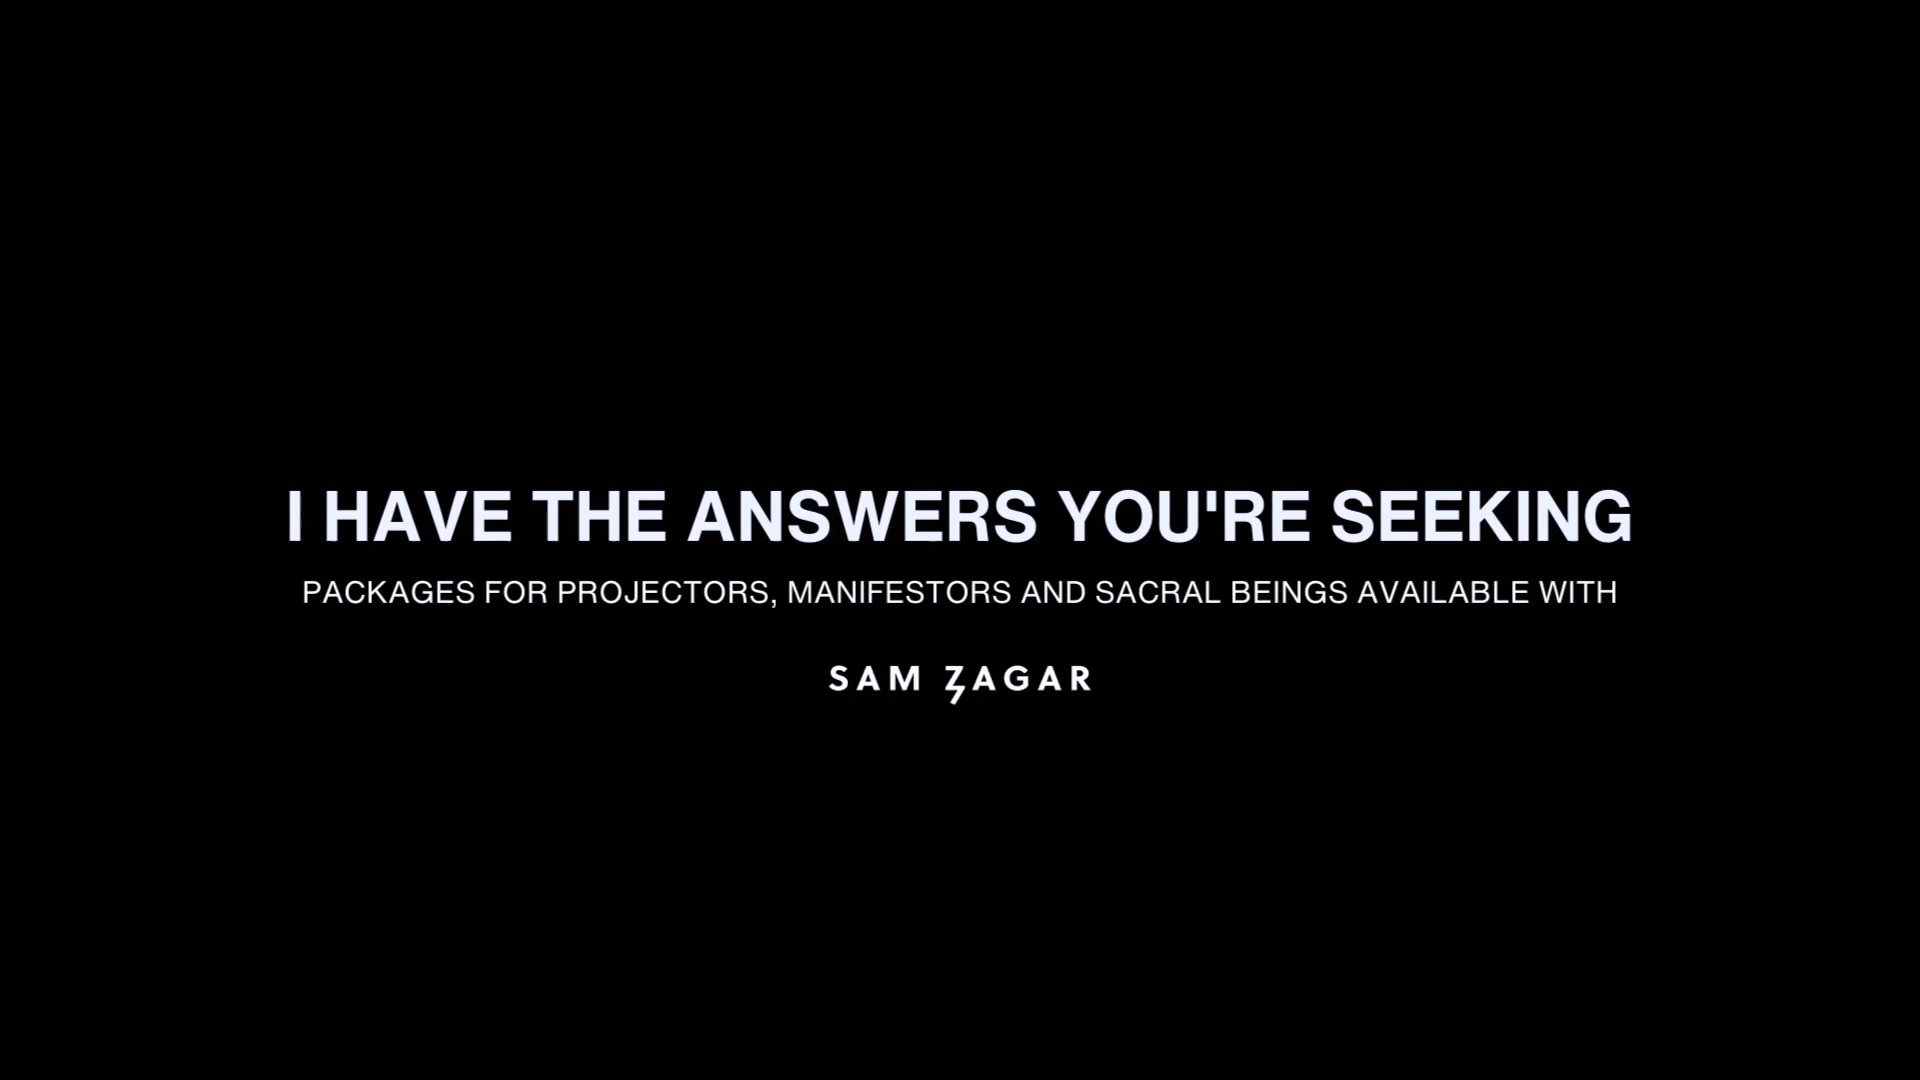 I HAVE THE ANSWERS YOU'RE SEEKING
PACKAGES FOR PROJECTORS, MANIFESTORS AND SACRAL BEINGS AVAILABLE WITH
SAM ZAGAR